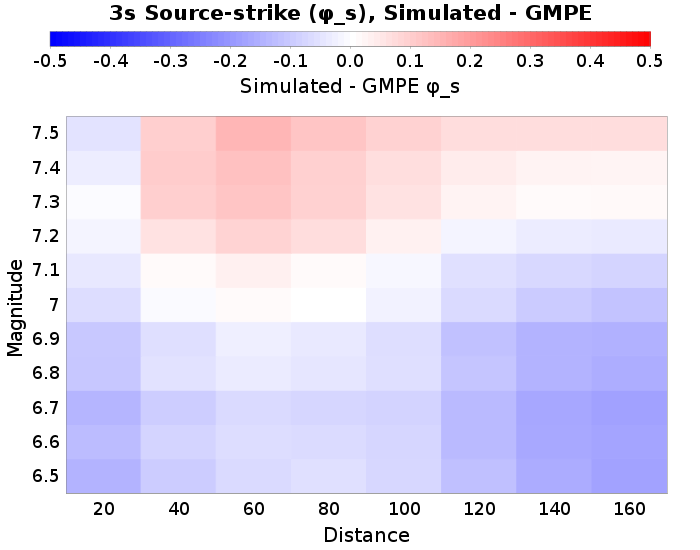 3s Source-strike (φ_s), Simulated - GMPE
-0.5 -0.4 -0.3 -0.2 -0.1 0.0 0.1 0.2 0.3 0.4 0.5
Simulated - GMPE φ_s
7.5
7.4
7.3
7.2
7.1
7
6.9
6.8
6.7
6.6
6.5
Magnitude
20 40 60 80 100 120 140 160
Distance